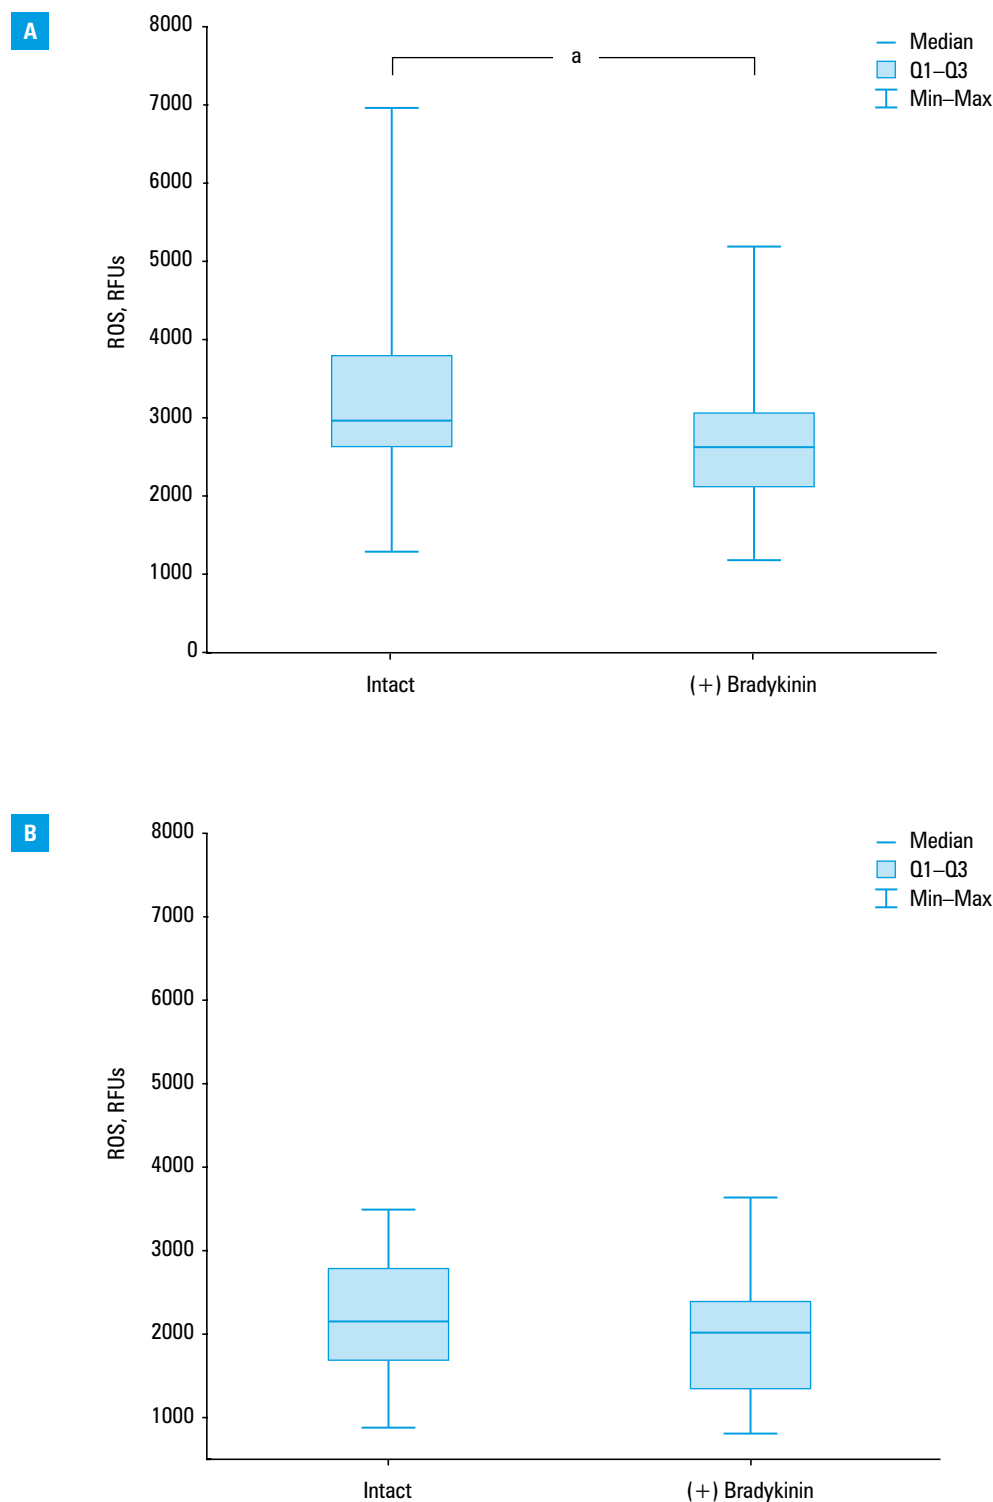 A
8000
7000
6000
5000
4000
3000
2000
1000
0
ROS, RFUs
a
Median
Q1–Q3
Min–Max
Intact
(+) Bradykinin
B
8000
7000
6000
5000
4000
3000
2000
1000
ROS, RFUs
Median
Q1–Q3
Min–Max
Intact
(+) Bradykinin